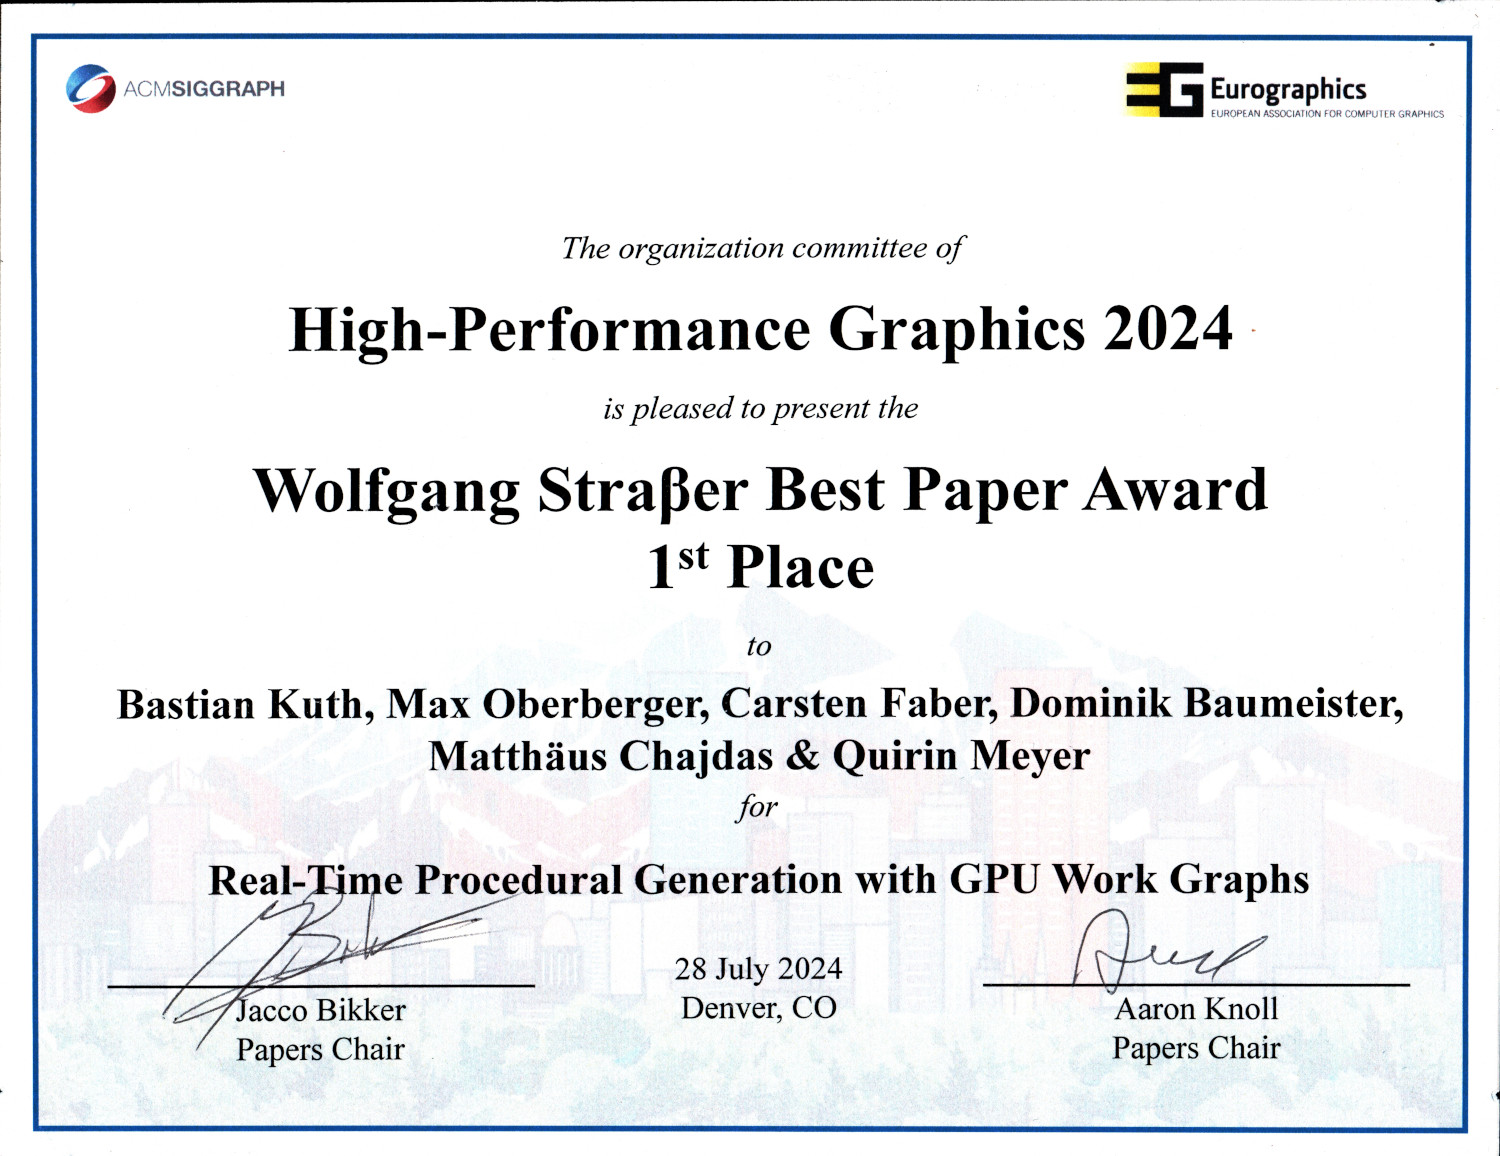 ACMSIGGRAPH
EG Eurographics
EUROPEAN ASSOCIATION FOR COMPUTER GRAPHICS
The organization committee of
High-Performance Graphics 2024
is pleased to present the
Wolfgang Straßer Best Paper Award
1st Place
to
Bastian Kuth, Max Oberberger, Carsten Faber, Dominik Baumeister,
Matthäus Chajdas & Quirin Meyer
for
Real-Time Procedural Generation with GPU Work Graphs
28 July 2024
Denver, CO
Jacco Bikker
Papers Chair
Aaron Knoll
Papers Chair